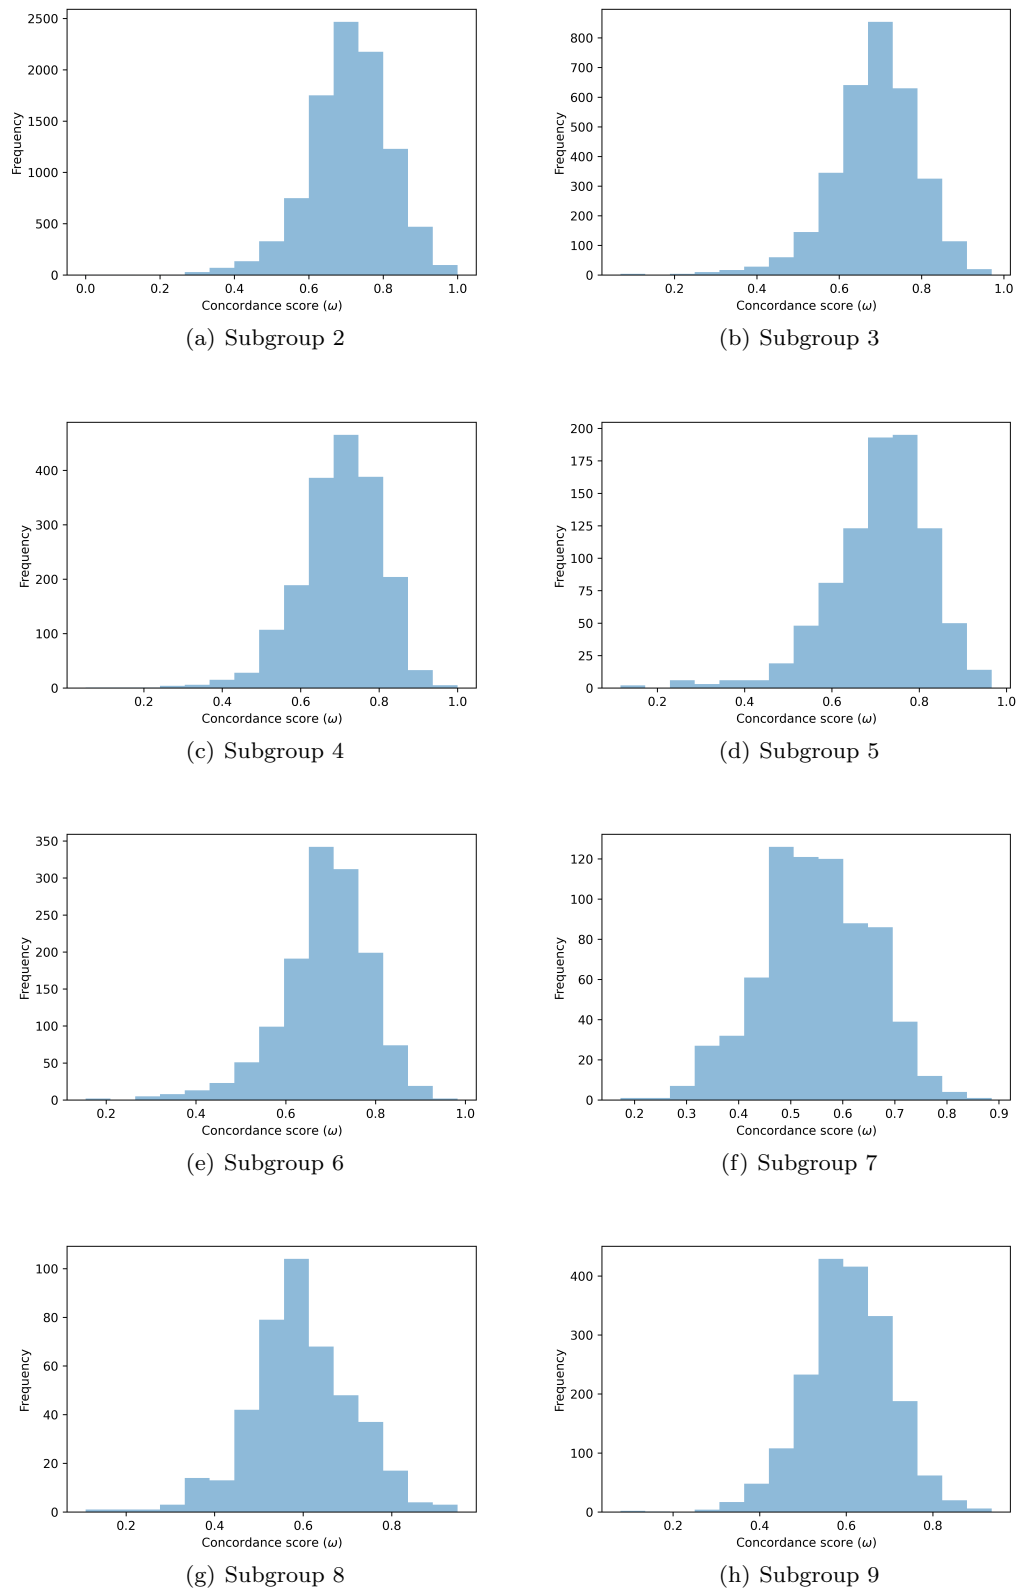 2500
2000
1500
1000
500
0
Frequency
0.0 0.2 0.4 0.6 0.8 1.0
Concordance score (ω)
(a) Subgroup 2
800
700
600
500
400
300
200
100
0
Frequency
0.2 0.4 0.6 0.8 1.0
Concordance score (ω)
(b) Subgroup 3
400
300
200
100
0
Frequency
0.2 0.4 0.6 0.8 1.0
Concordance score (ω)
(c) Subgroup 4
200
175
150
125
100
75
50
25
0
Frequency
0.2 0.4 0.6 0.8 1.0
Concordance score (ω)
(d) Subgroup 5
350
300
250
200
150
100
50
0
Frequency
0.2 0.4 0.6 0.8 1.0
Concordance score (ω)
(e) Subgroup 6
120
100
80
60
40
20
0
Frequency
0.2 0.3 0.4 0.5 0.6 0.7 0.8 0.9
Concordance score (ω)
(f) Subgroup 7
100
80
60
40
20
0
Frequency
0.2 0.4 0.6 0.8
Concordance score (ω)
(g) Subgroup 8
400
300
200
100
0
Frequency
0.2 0.4 0.6 0.8
Concordance score (ω)
(h) Subgroup 9